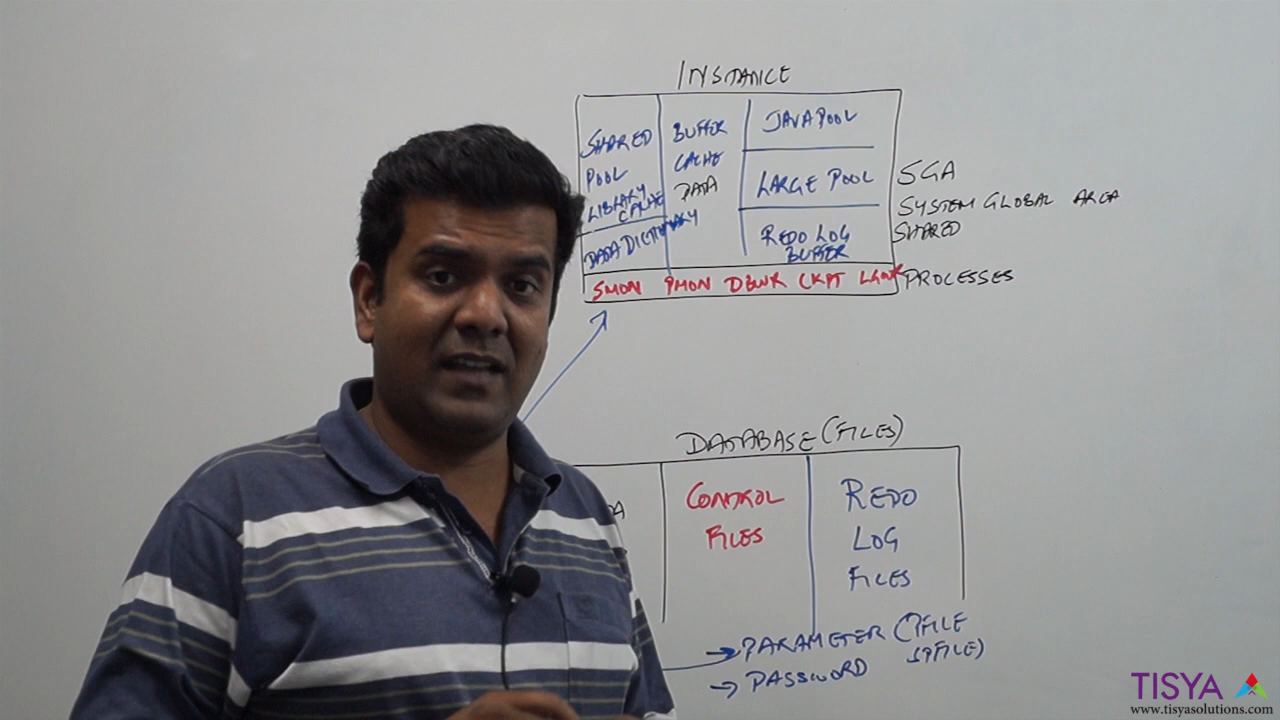 INSTANCE
SHARED
POOL
LIBRARY
CACHE
DATA DICTIONARY
BUFFER
CACHE
DATA
JAVA POOL
LARGE POOL
REDO LOG
BUFFER
SGA
SYSTEM GLOBAL AREA
SHARED
SMON PMON DBWR CKPT LGWR
PROCESSES
DATABASE (FILES)
CONTROL
FILES
REDO
LOG
FILES
→ PARAMETER (PFILE
SPFILE)
→ PASSWORD
TISYA
www.tisyasolutions.com